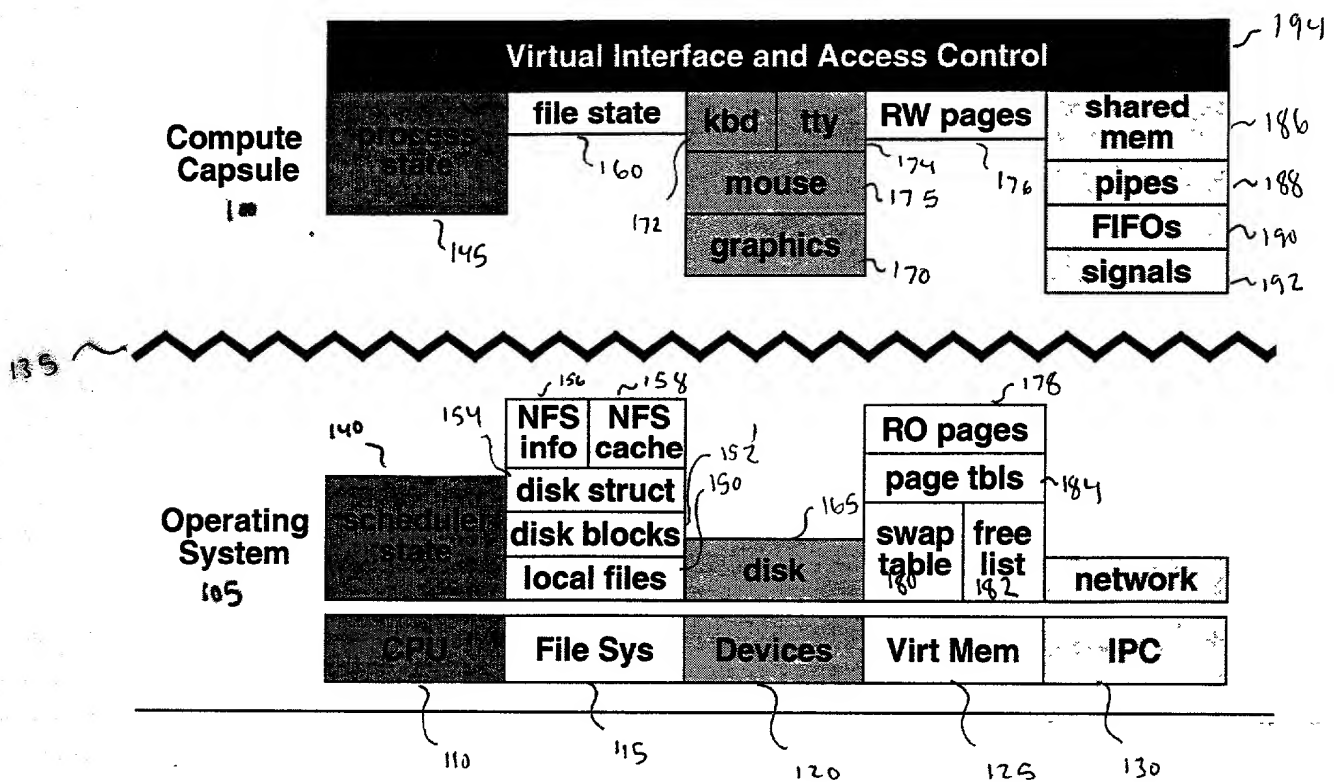 194
Virtual Interface and Access Control
Compute
Capsule
process
state
145
file state
160
kbd
tty
172
174
mouse
175
graphics
170
RW pages
176
shared
mem
186
pipes
188
FIFOs
190
signals
192
135
Operating
System
105
140
scheduler
state
154
156
158
NFS
info
NFS
cache
disk struct
152
disk blocks
150
local files
165
disk
178
RO pages
page tbls
184
swap
table
180
free
list
182
network
CPU
File Sys
Devices
Virt Mem
IPC
110
115
120
125
130